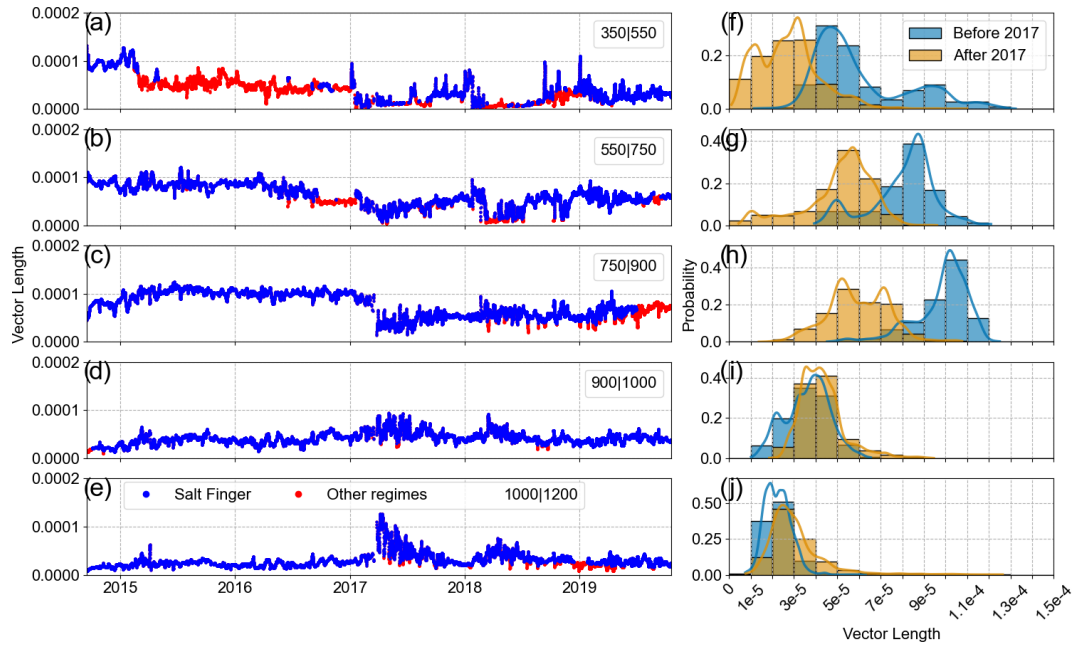 (a)
350|550
0.0002
0.0001
0.0000
(b)
550|750
0.0002
0.0001
0.0000
(c)
750|900
0.0002
0.0001
0.0000
(d)
900|1000
0.0002
0.0001
0.0000
(e)
Salt Finger Other regimes 1000|1200
0.0002
0.0001
0.0000
2015 2016 2017 2018 2019
Vector Length
(f)
Before 2017
After 2017
0.2
0.0
(g)
0.4
0.2
0.0
(h)
0.4
0.2
0.0
(i)
0.4
0.2
0.0
(j)
0.50
0.25
0.00
0 1e-5 3e-5 5e-5 7e-5 9e-5 1.1e-4 1.3e-4 1.5e-4
Probability
Vector Length